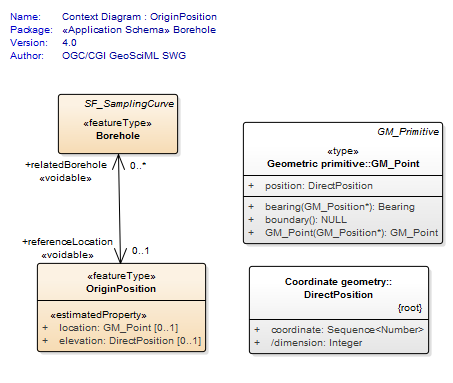 Name: Context Diagram : OriginPosition
Package: «Application Schema» Borehole
Version: 4.0
Author: OGC/CGI GeoSciML SWG
SF_SamplingCurve
«featureType»
Borehole
+relatedBorehole 0..*
«voidable»
+referenceLocation
«voidable» 0..1
«featureType»
OriginPosition
«estimatedProperty»
+ location: GM_Point [0..1]
+ elevation: DirectPosition [0..1]
GM_Primitive
«type»
Geometric primitive::GM_Point
+ position: DirectPosition
+ bearing(GM_Position*): Bearing
+ boundary(): NULL
+ GM_Point(GM_Position*): GM_Point
Coordinate geometry::
DirectPosition
{root}
+ coordinate: Sequence<Number>
+ /dimension: Integer